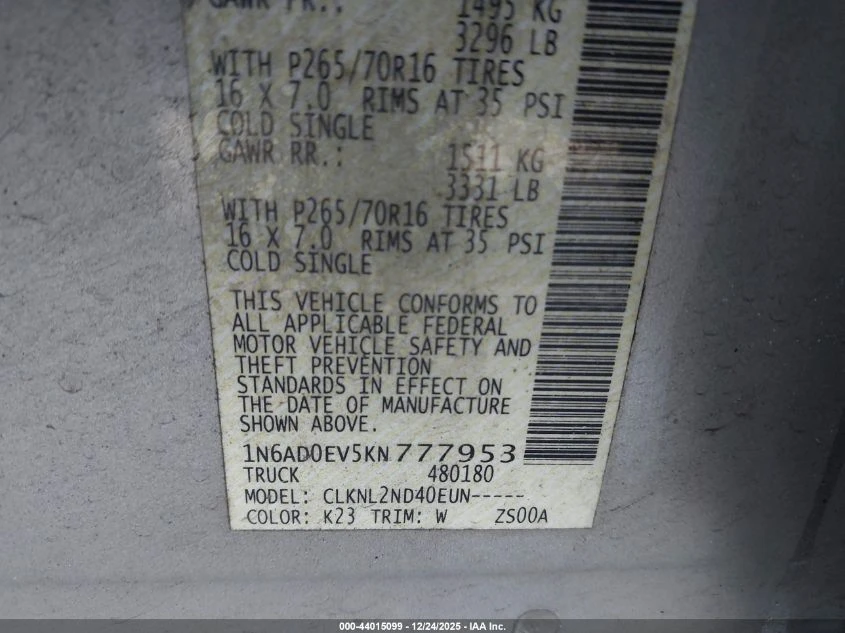 GAWR FR.: 1495 KG
3296 LB
WITH P265/70R16 TIRES
16 X 7.0 RIMS AT 35 PSI
COLD SINGLE
GAWR RR.: 1511 KG
3331 LB
WITH P265/70R16 TIRES
16 X 7.0 RIMS AT 35 PSI
COLD SINGLE
THIS VEHICLE CONFORMS TO
ALL APPLICABLE FEDERAL
MOTOR VEHICLE SAFETY AND
THEFT PREVENTION
STANDARDS IN EFFECT ON
THE DATE OF MANUFACTURE
SHOWN ABOVE.
1N6AD0EV5KN777953
TRUCK 480180
MODEL: CLKNL2ND40EUN-----
COLOR: K23 TRIM: W ZS00A
000-44015099 - 12/24/2025 - IAA Inc.